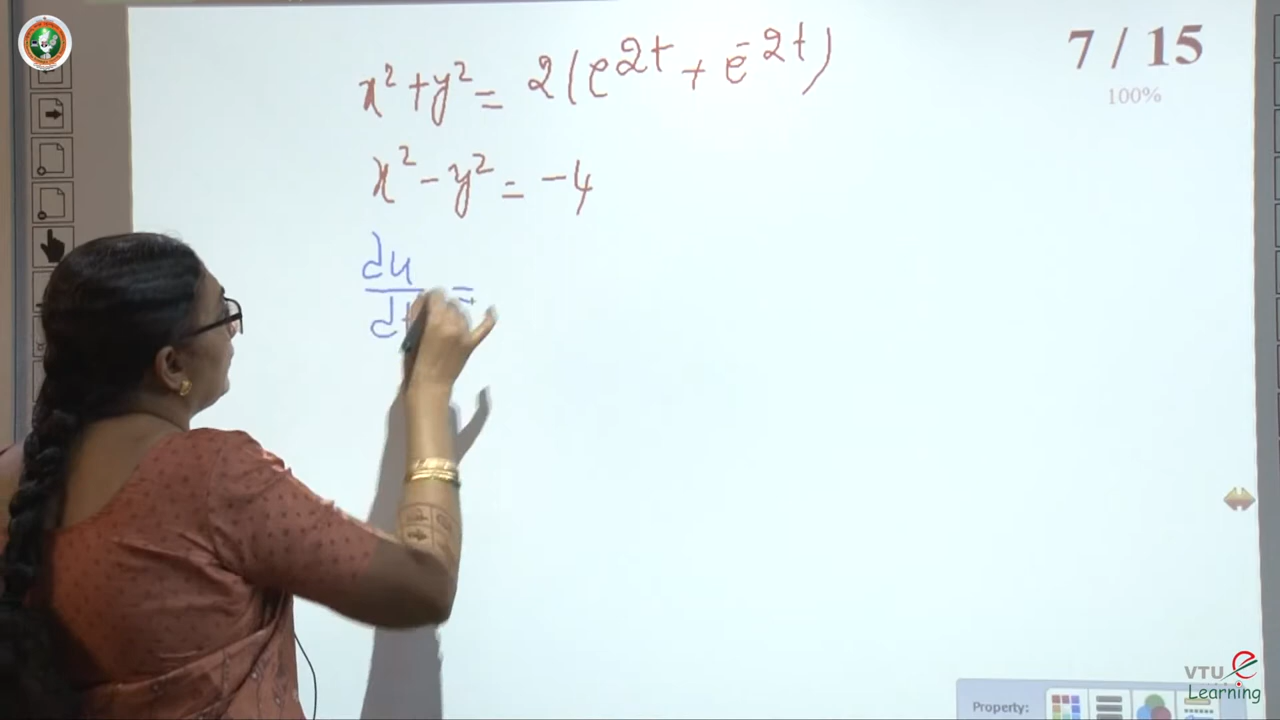 7 / 15
100%
x² + y² = 2(e^2t + e^-2t)
x² - y² = -4
du
dt =
VTU e
Learning
Property: